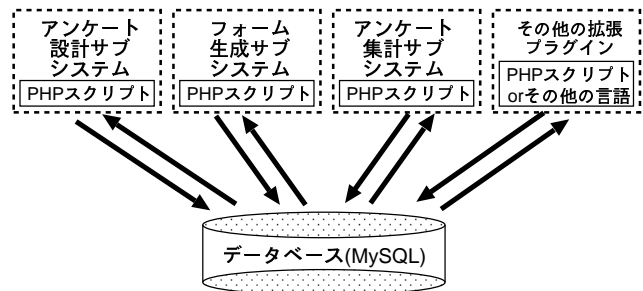 アンケート
設計サブ
システム
PHPスクリプト
フォーム
生成サブ
システム
PHPスクリプト
アンケート
集計サブ
システム
PHPスクリプト
その他の拡張
プラグイン
PHPスクリプト
orその他の言語
データベース(MySQL)